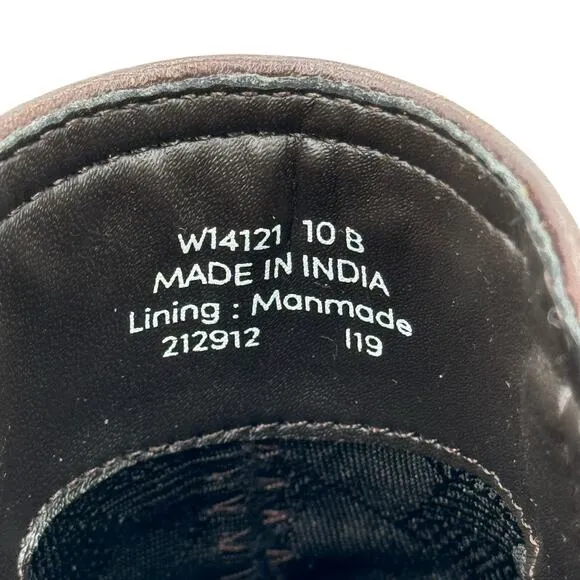 W14121 10 B
MADE IN INDIA
Lining : Manmade
212912 I19